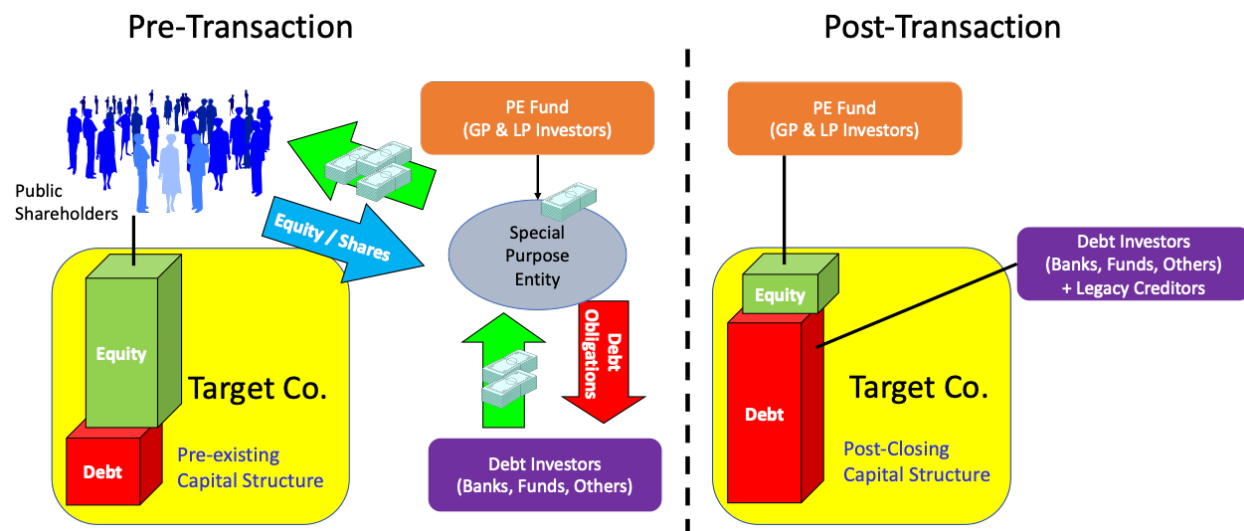 Pre-Transaction
Post-Transaction
PE Fund
(GP & LP Investors)
Public
Shareholders
Equity / Shares
Special
Purpose
Entity
Equity
Target Co.
Debt
Pre-existing
Capital Structure
Debt
Obligations
Debt Investors
(Banks, Funds, Others)
PE Fund
(GP & LP Investors)
Debt Investors
(Banks, Funds, Others)
+ Legacy Creditors
Equity
Target Co.
Debt
Post-Closing
Capital Structure